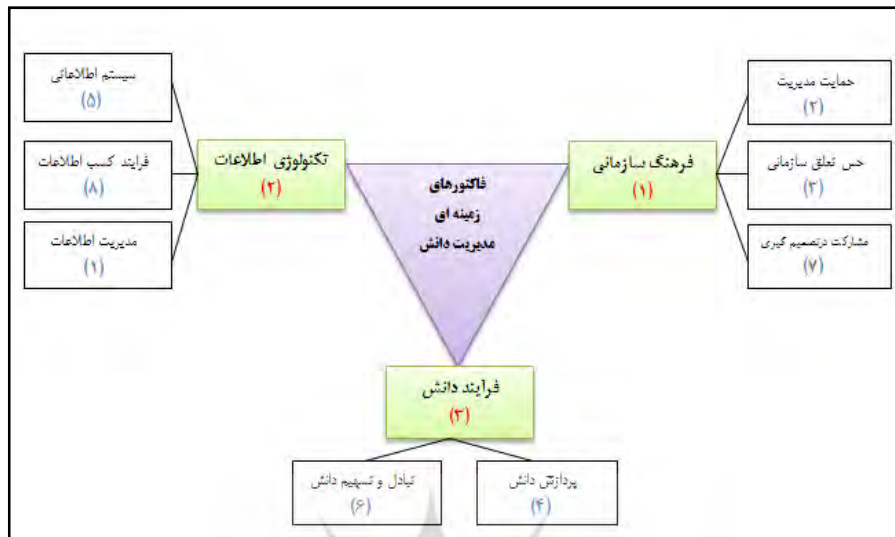 فاکتورهای
زمینه ای
مدیریت دانش
فرهنگ سازمانی
(۱)
حمایت مدیریت
(۲)
حس تعلق سازمانی
(۳)
مشارکت درتصمیم گیری
(۷)
تکنولوژی اطلاعات
(۲)
سیستم اطلاعاتی
(۵)
فرایند کسب اطلاعات
(۸)
مدیریت اطلاعات
(۱)
فرآیند دانش
(۳)
پردازش دانش
(۴)
تبادل و تسهیم دانش
(۶)